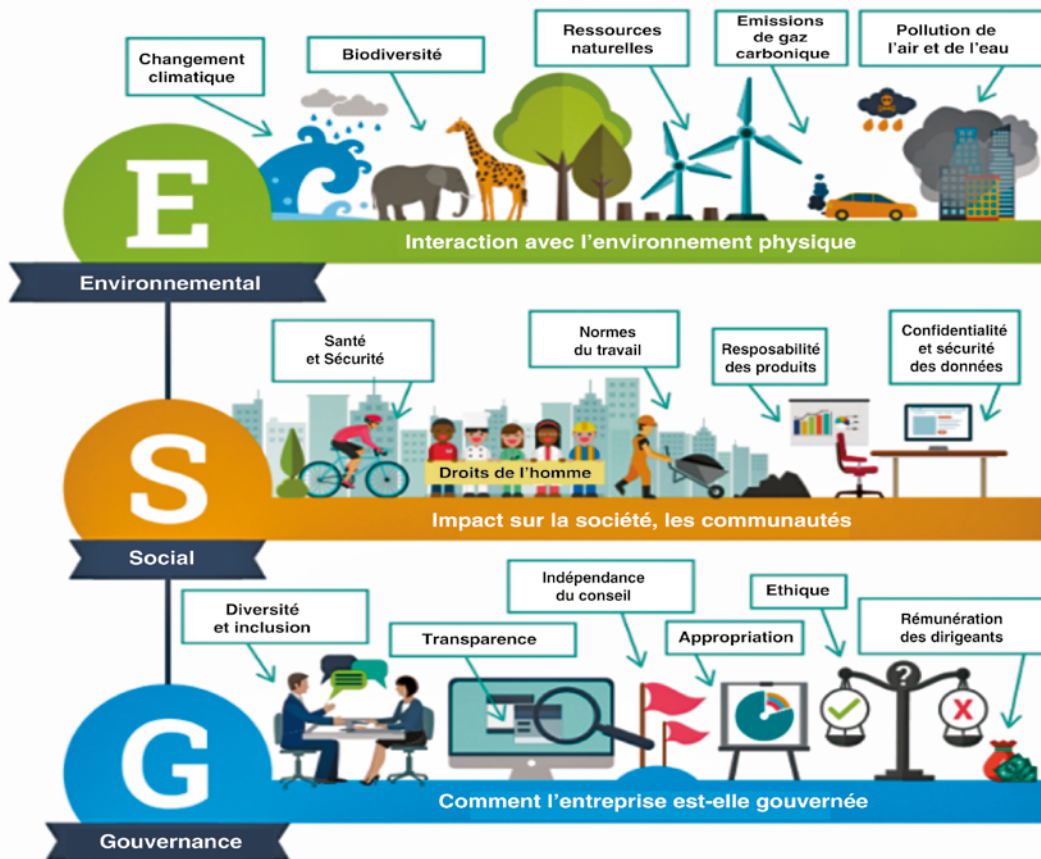 Changement
climatique
Biodiversité
Ressources
naturelles
Emissions
de gaz
carbonique
Pollution de
l'air et de l'eau
E
Interaction avec l'environnement physique
Environnemental
Santé
et Sécurité
Normes
du travail
Resposabilité
des produits
Confidentialité
et sécurité
des données
Droits de l'homme
S
Impact sur la société, les communautés
Social
Diversité
et inclusion
Transparence
Indépendance
du conseil
Appropriation
Ethique
Rémunération
des dirigeants
?
G
Comment l'entreprise est-elle gouvernée
Gouvernance